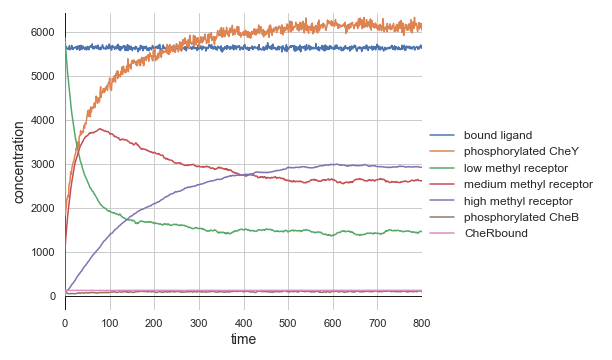 6000
5000
4000
3000
2000
1000
0
concentration
0 100 200 300 400 500 600 700 800
time
bound ligand
phosphorylated CheY
low methyl receptor
medium methyl receptor
high methyl receptor
phosphorylated CheB
CheRbound